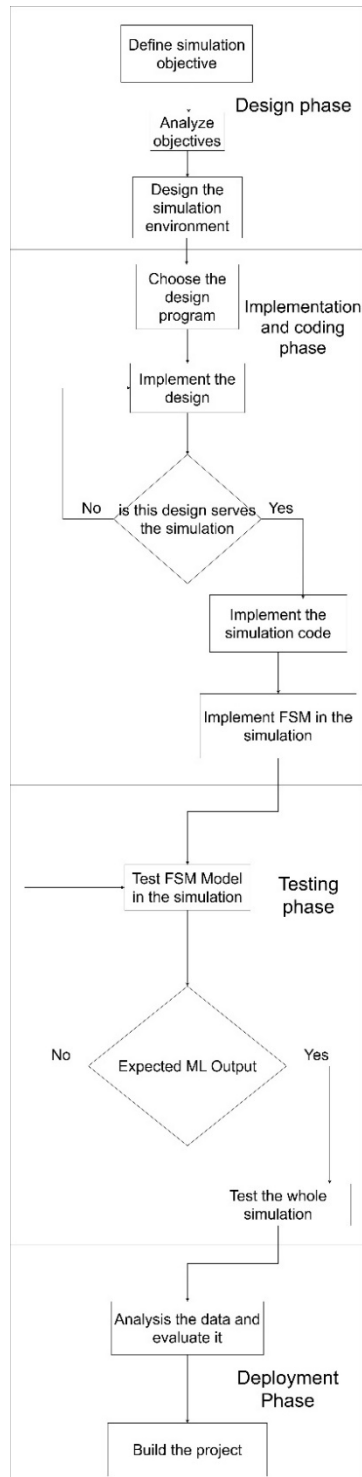 Define simulation
objective
Design phase
Analyze
objectives
Design the
simulation
environment
Choose the
design
program
Implementation
and coding
phase
Implement the
design
No
is this design serves
the simulation
Yes
Implement the
simulation code
Implement FSM in the
simulation
Test FSM Model
in the simulation
Testing
phase
No
Expected ML Output
Yes
Test the whole
simulation
Analysis the data and
evaluate it
Deployment
Phase
Build the project